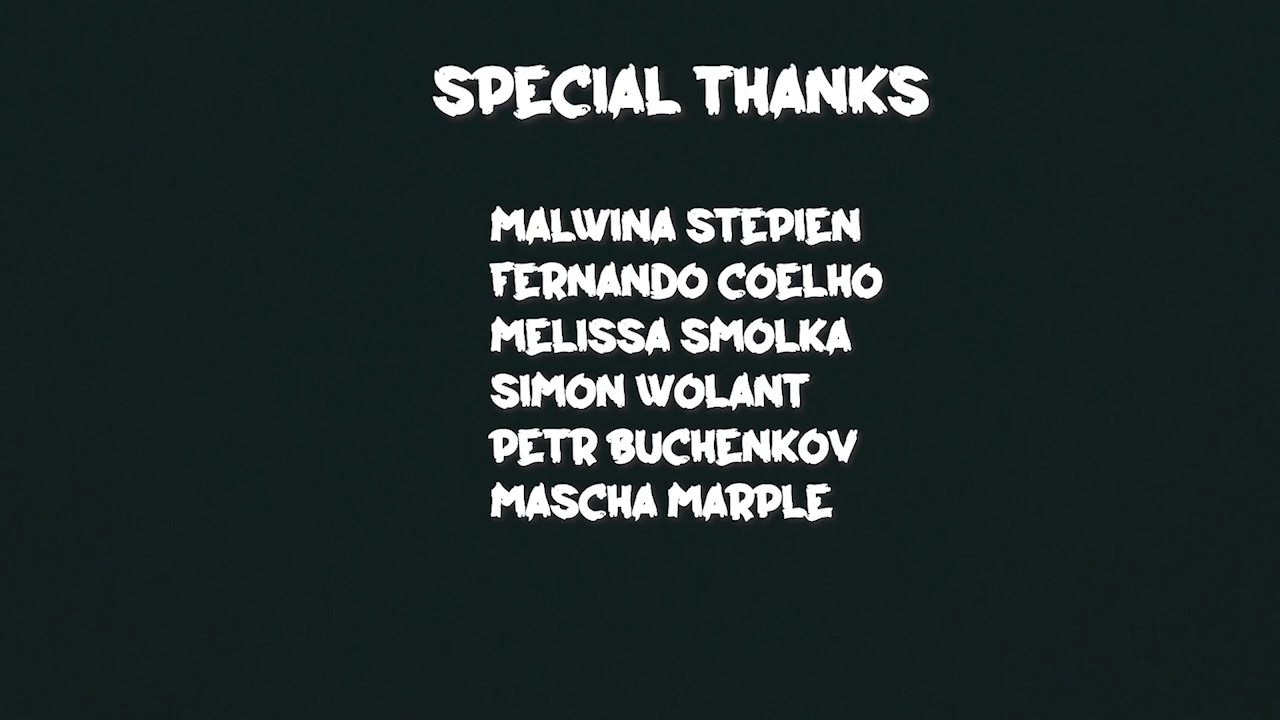 SPECIAL THANKS
MALWINA STEPIEN
FERNANDO COELHO
MELISSA SMOLKA
SIMON WOLANT
PETR BUCHENKOV
MASCHA MARPLE